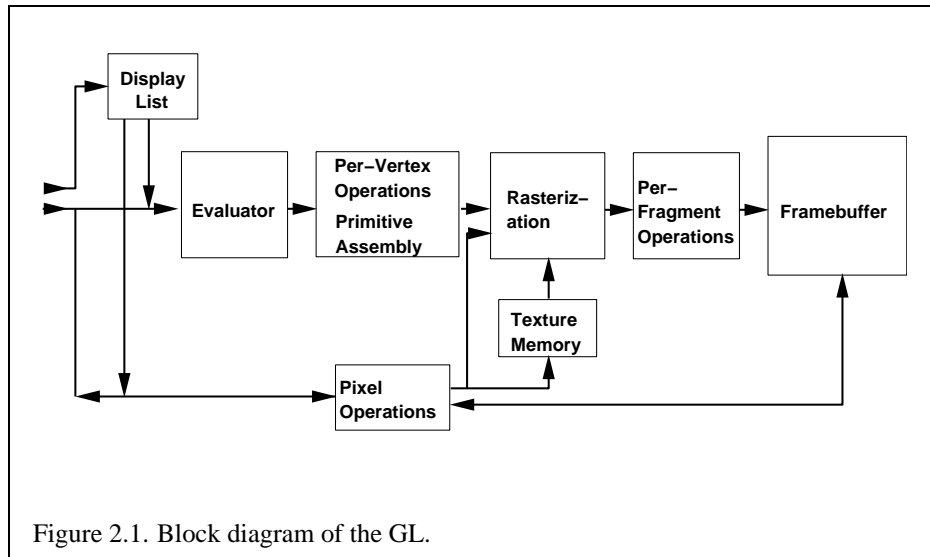 Display
List
Evaluator
Per−Vertex
Operations
Primitive
Assembly
Rasteriz−
ation
Per−
Fragment
Operations
Framebuffer
Texture
Memory
Pixel
Operations
Figure 2.1. Block diagram of the GL.